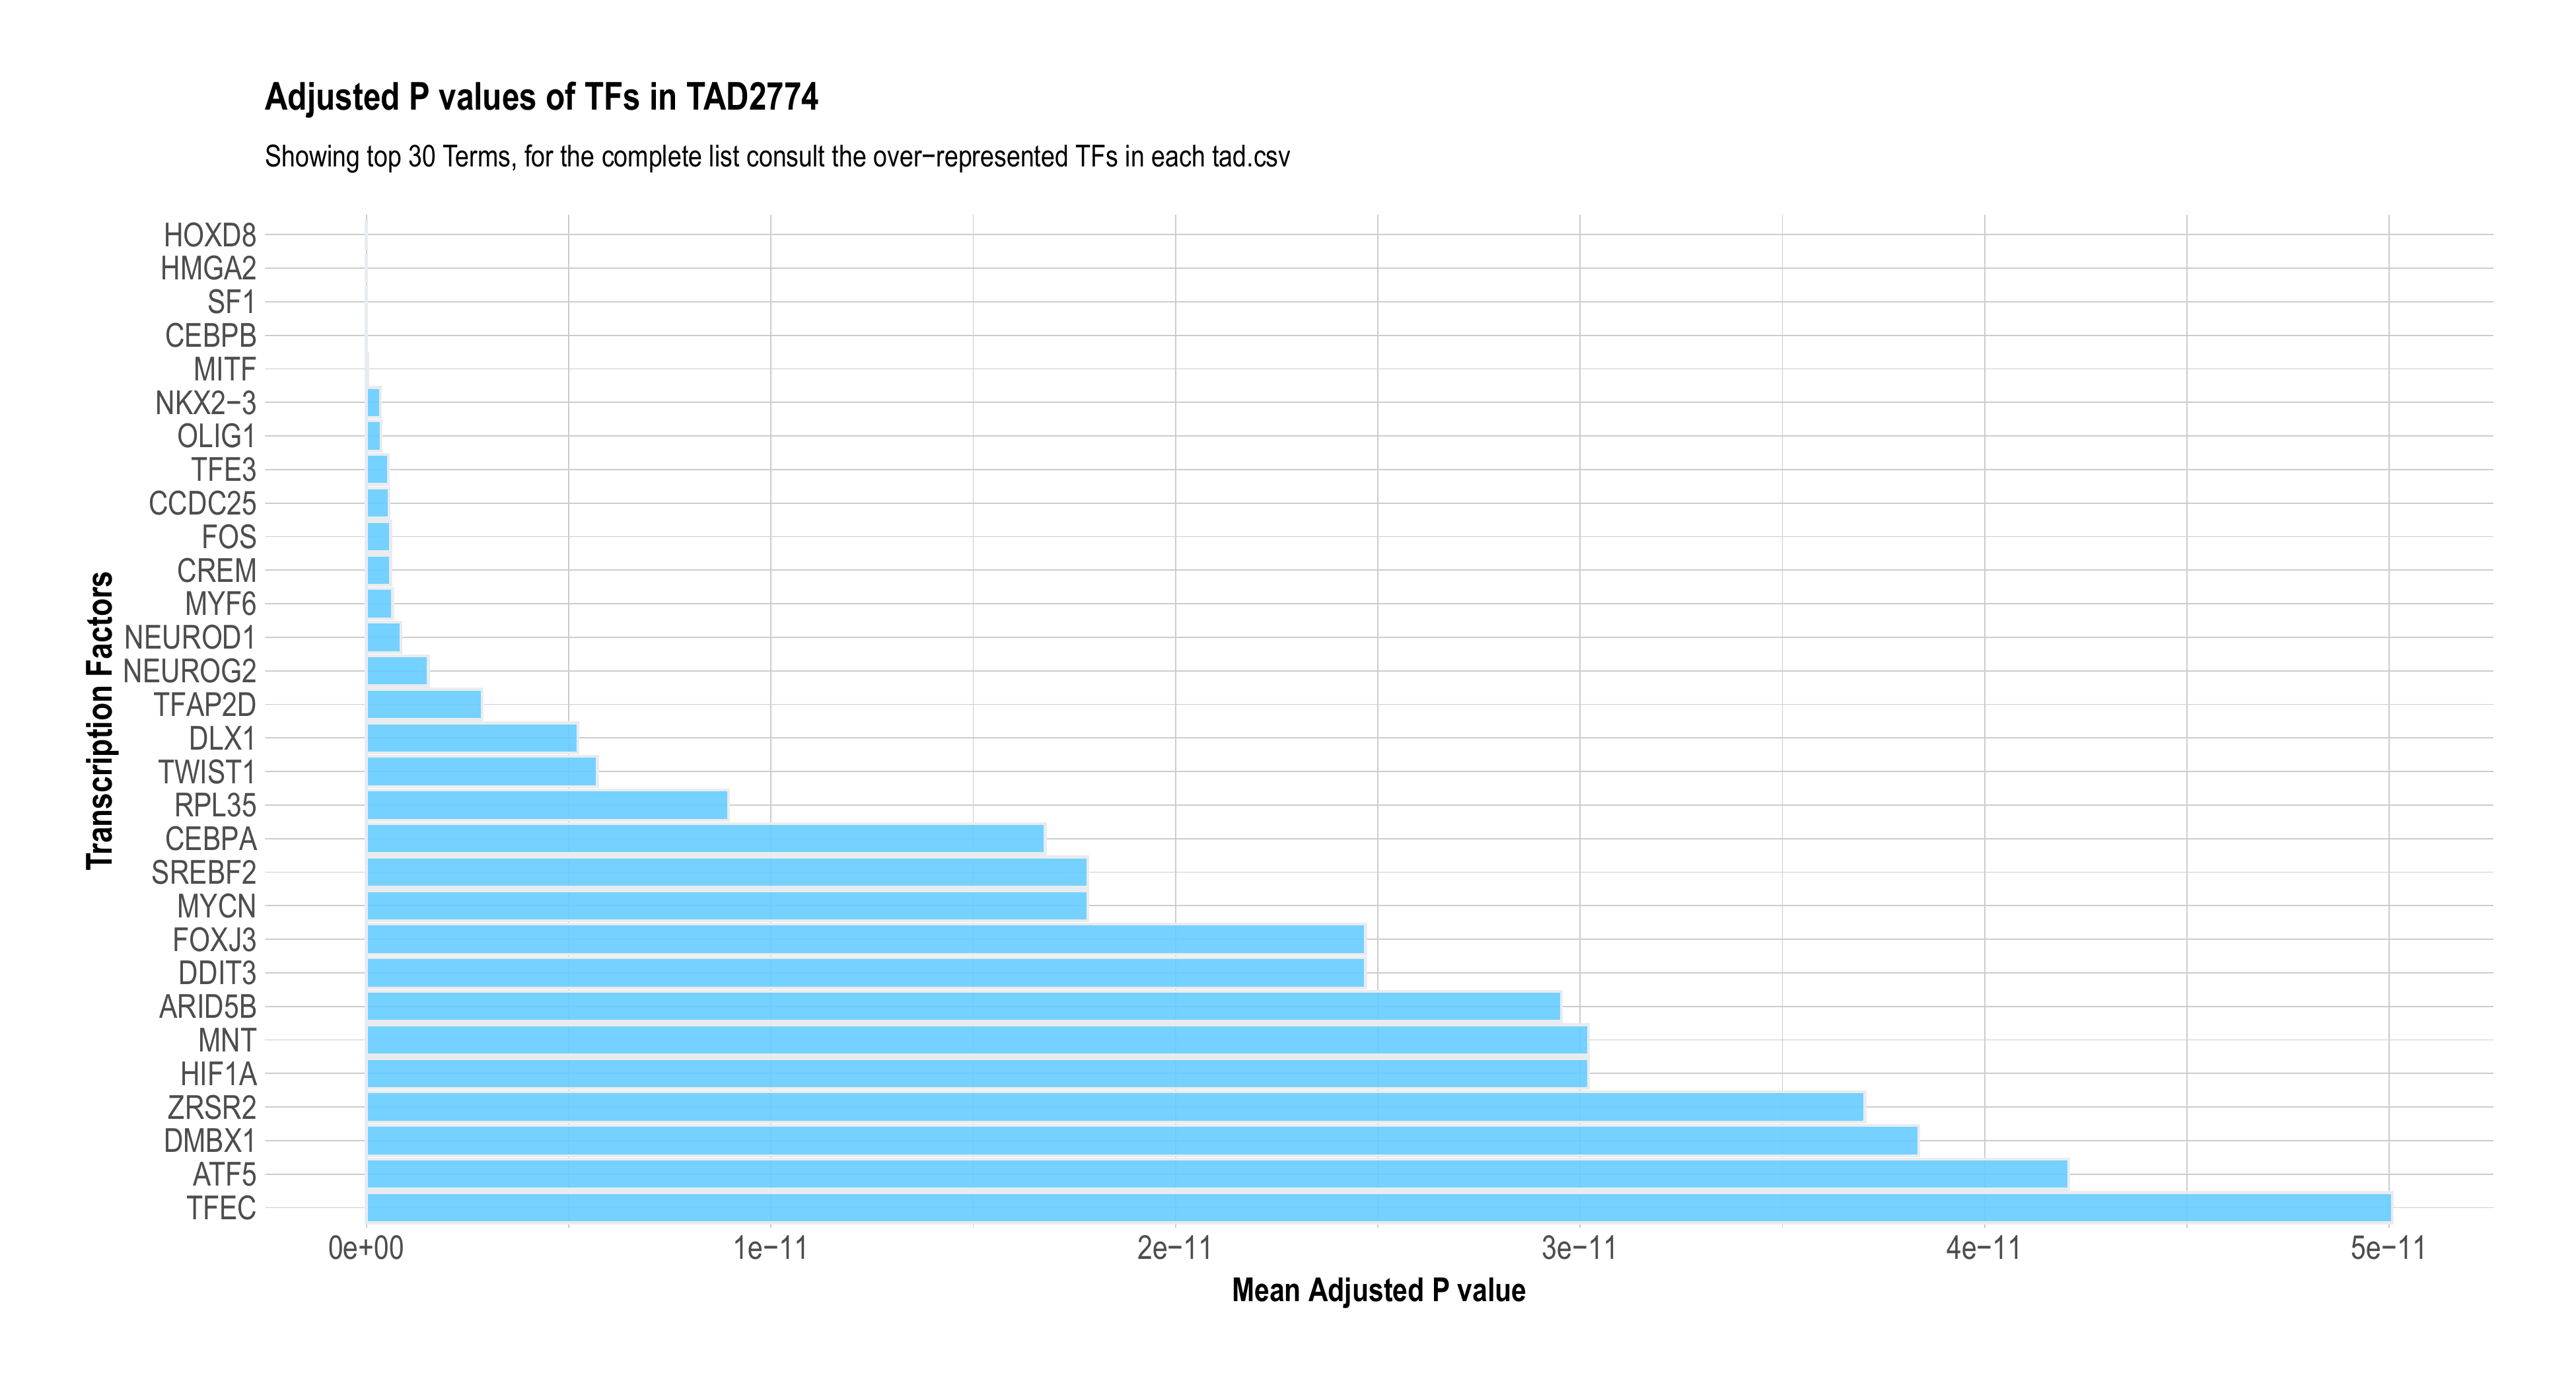 Adjusted P values of TFs in TAD2774
Showing top 30 Terms, for the complete list consult the over−represented TFs in each tad.csv
Transcription Factors
HOXD8
HMGA2
SF1
CEBPB
MITF
NKX2−3
OLIG1
TFE3
CCDC25
FOS
CREM
MYF6
NEUROD1
NEUROG2
TFAP2D
DLX1
TWIST1
RPL35
CEBPA
SREBF2
MYCN
FOXJ3
DDIT3
ARID5B
MNT
HIF1A
ZRSR2
DMBX1
ATF5
TFEC
0e+00 1e−11 2e−11 3e−11 4e−11 5e−11
Mean Adjusted P value